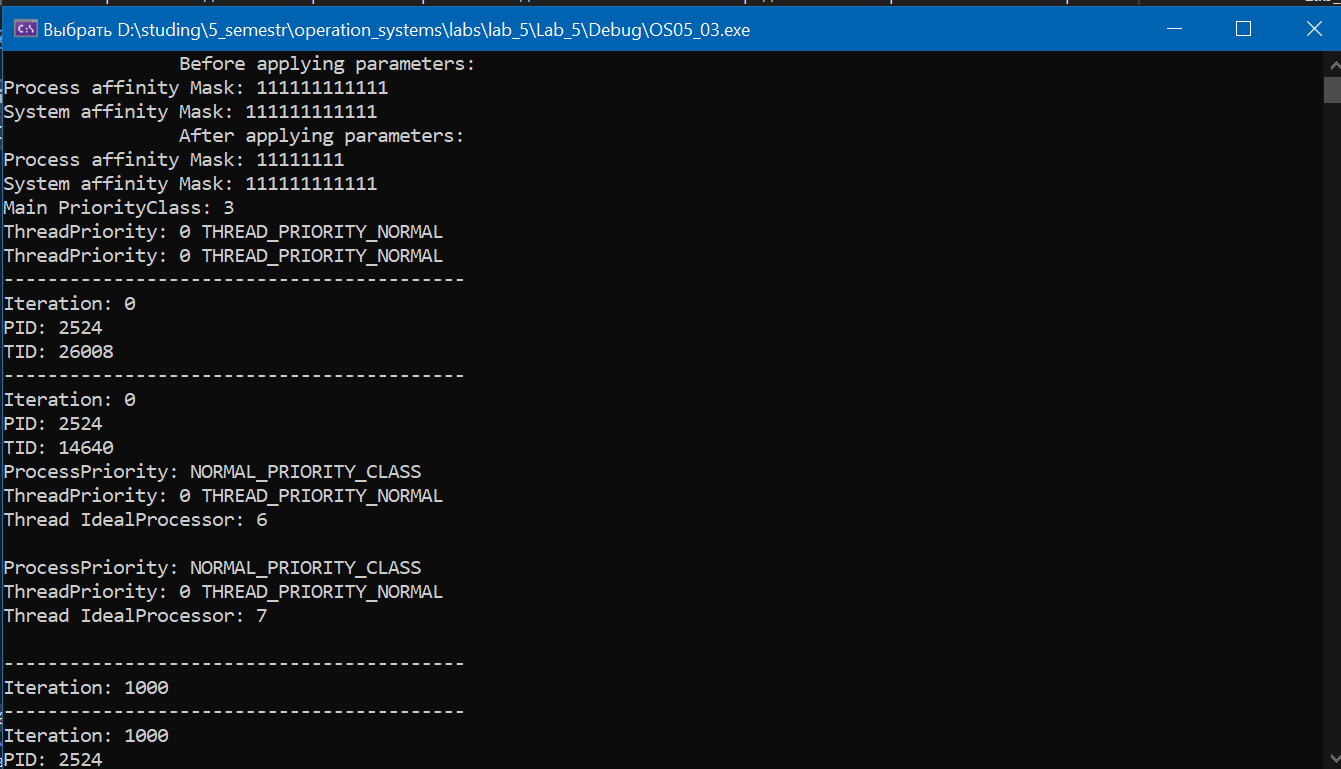 Выбрать D:\studing\5_semestr\operation_systems\labs\lab_5\Lab_5\Debug\OS05_03.exe
Before applying parameters:
Process affinity Mask: 111111111111
System affinity Mask: 111111111111
After applying parameters:
Process affinity Mask: 11111111
System affinity Mask: 111111111111
Main PriorityClass: 3
ThreadPriority: 0 THREAD_PRIORITY_NORMAL
ThreadPriority: 0 THREAD_PRIORITY_NORMAL
------------------------------------------
Iteration: 0
PID: 2524
TID: 26008
------------------------------------------
Iteration: 0
PID: 2524
TID: 14640
ProcessPriority: NORMAL_PRIORITY_CLASS
ThreadPriority: 0 THREAD_PRIORITY_NORMAL
Thread IdealProcessor: 6
ProcessPriority: NORMAL_PRIORITY_CLASS
ThreadPriority: 0 THREAD_PRIORITY_NORMAL
Thread IdealProcessor: 7
------------------------------------------
Iteration: 1000
------------------------------------------
Iteration: 1000
PID: 2524